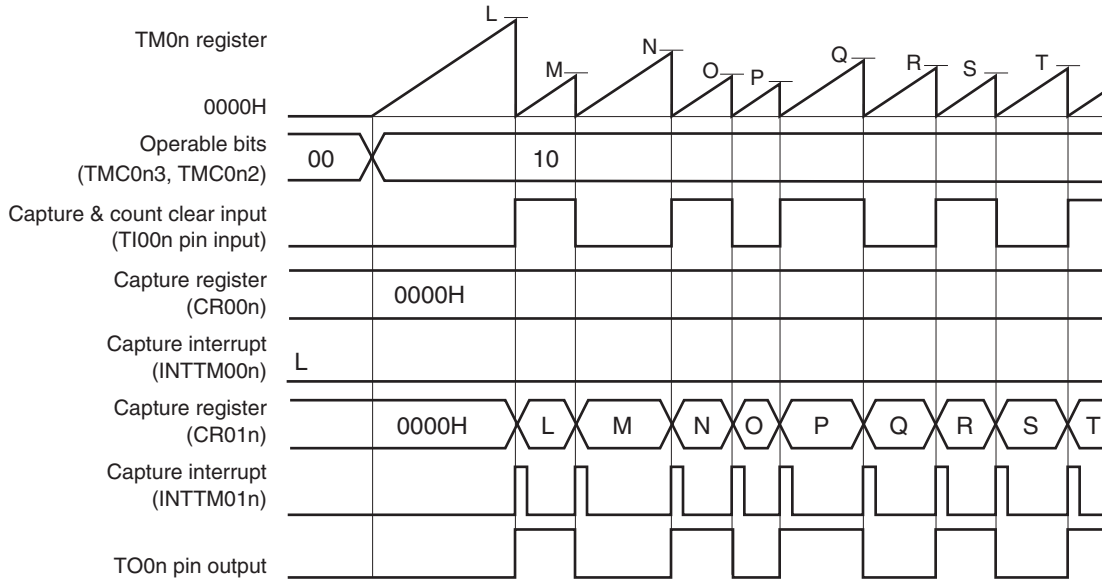 TM0n register
0000H
L
M
N
O
P
Q
R
S
T
Operable bits
(TMC0n3, TMC0n2)
00
10
Capture & count clear input
(TI00n pin input)
Capture register
(CR00n)
0000H
Capture interrupt
(INTTM00n)
L
Capture register
(CR01n)
0000H
L
M
N
O
P
Q
R
S
T
Capture interrupt
(INTTM01n)
TO0n pin output